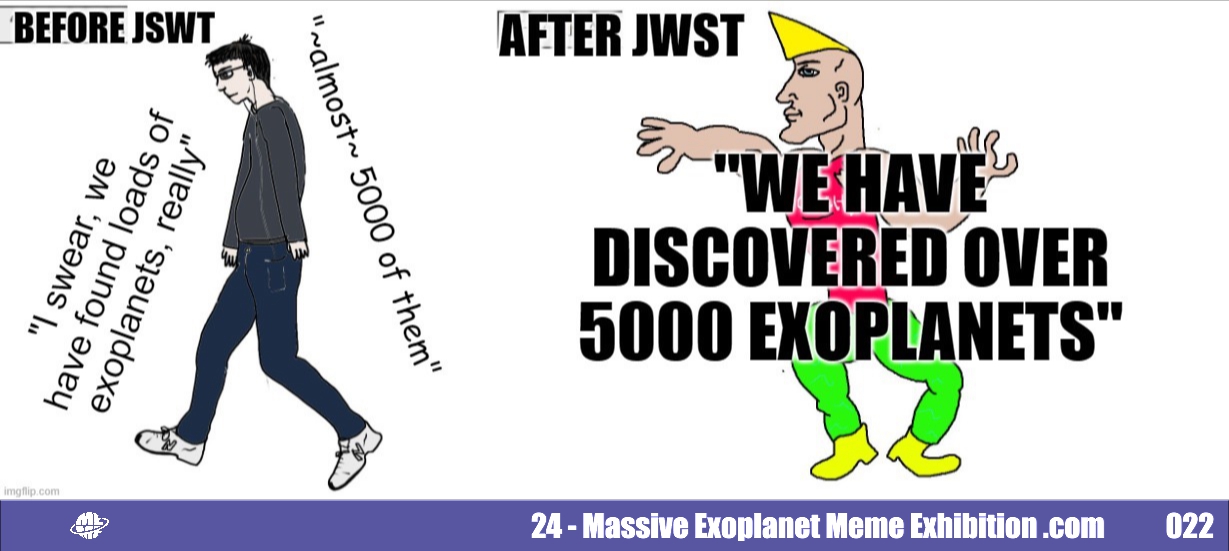 BEFORE JSWT
"I swear, we
have found loads of
exoplanets, really"
"~almost~ 5000 of them"
AFTER JWST
"WE HAVE
DISCOVERED OVER
5000 EXOPLANETS"
imgflip.com
24 - Massive Exoplanet Meme Exhibition .com
022